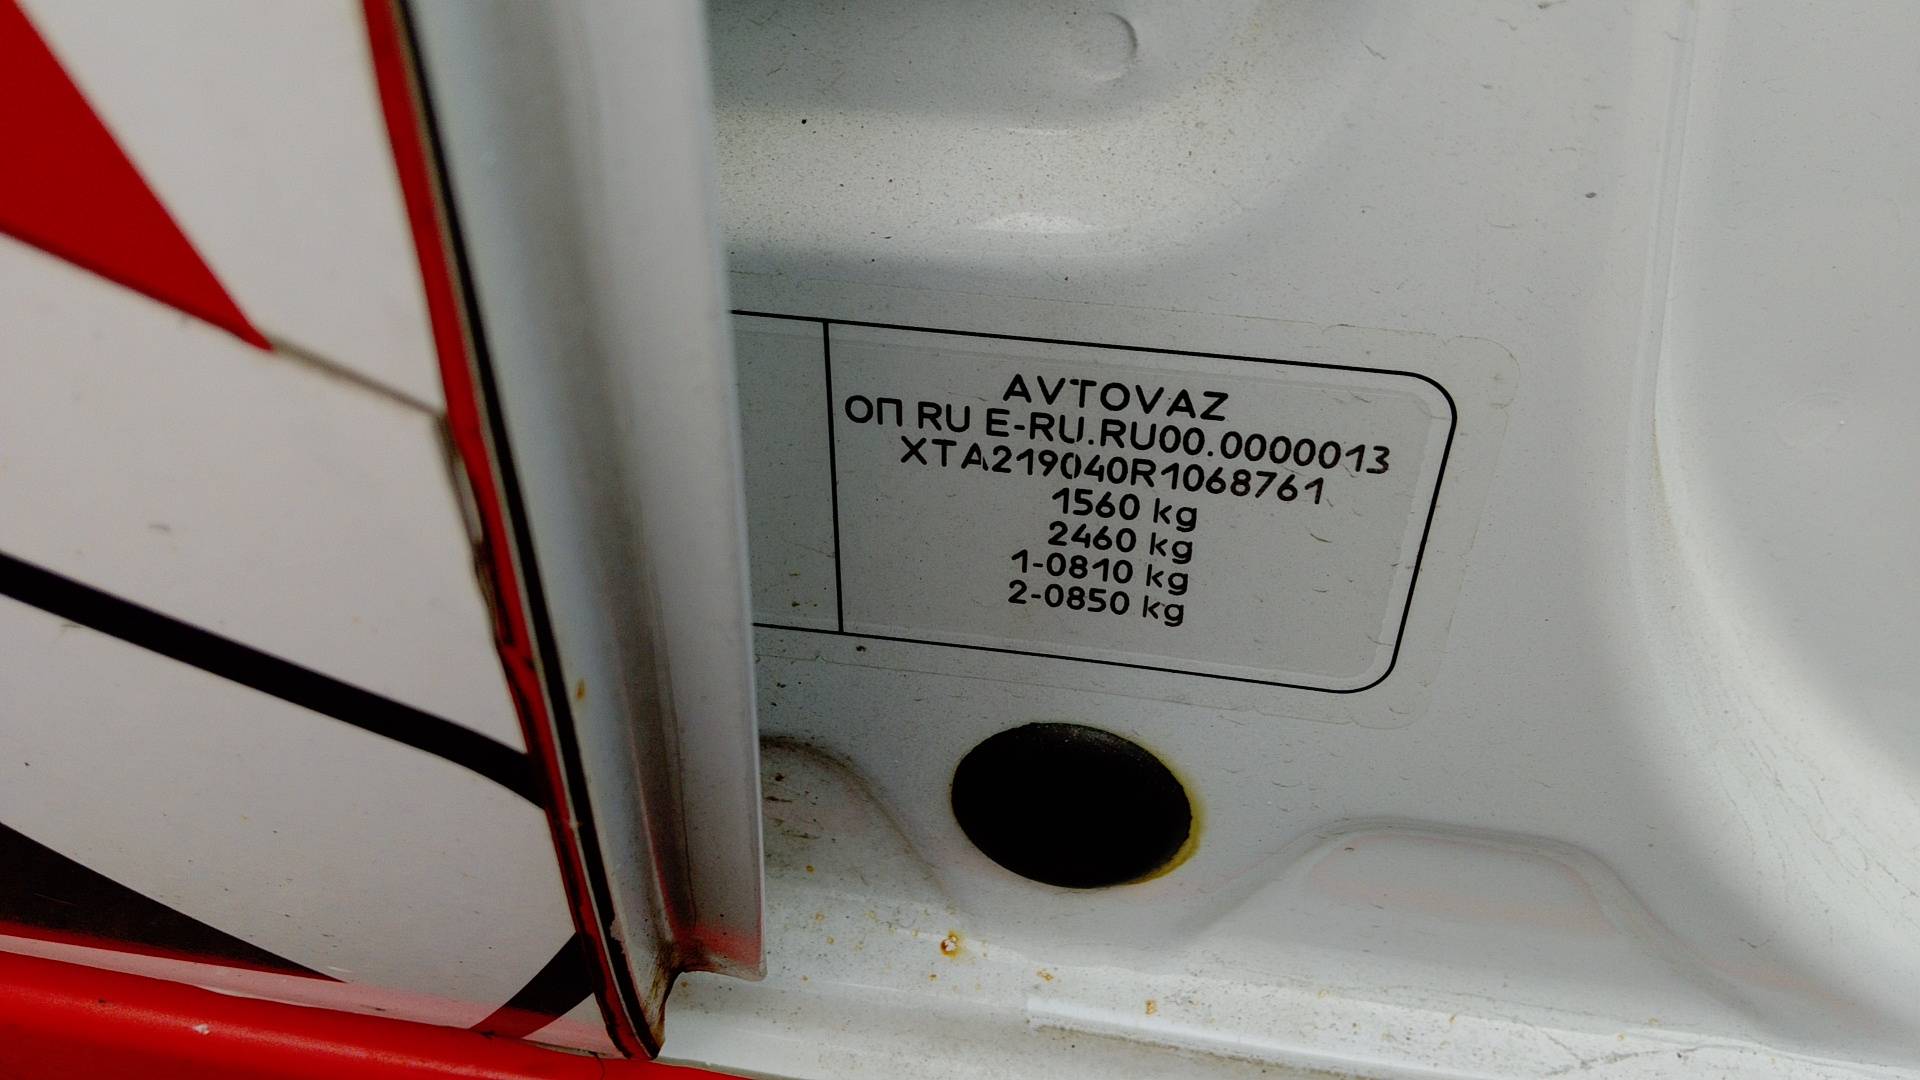 AVTOVAZ
ОП RU E-RU.RU00.0000013
XTA219040R1068761
1560 kg
2460 kg
1-0810 kg
2-0850 kg